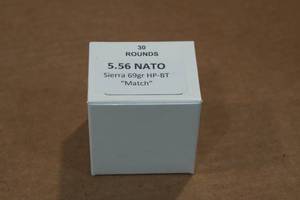 30
ROUNDS
5.56 NATO
Sierra 69gr HP-BT
"Match"